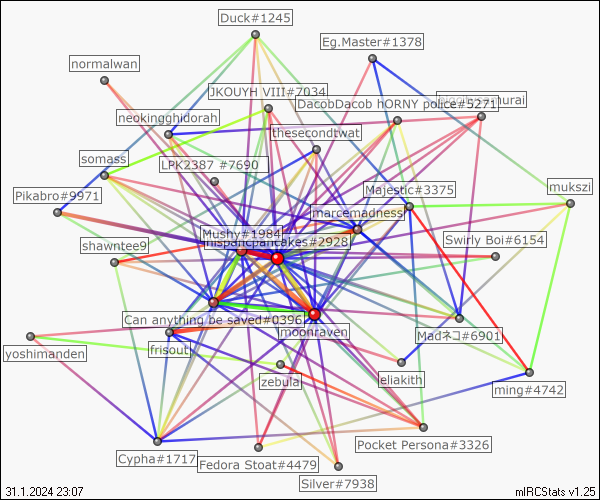 Duck#1245
Eg.Master#1378
normalwan
JKOUYH VIII#7034
DacobDacob hORNY police#5271
murai
neokingghidorah
thesecondtwat
somass
LPK2387 #7690
Pikabro#9971
Majestic#3375
mukszi
marcemadness
Mushy#1984
hispanicpancakes#2928
shawntee9
Swirly Boi#6154
Can anything be saved#0396
moonraven
Madネコ#6901
yoshimanden
frisout
zebula
eliakith
ming#4742
Pocket Persona#3326
Cypha#1717
Fedora Stoat#4479
Silver#7938
31.1.2024 23:07
mIRCStats v1.25